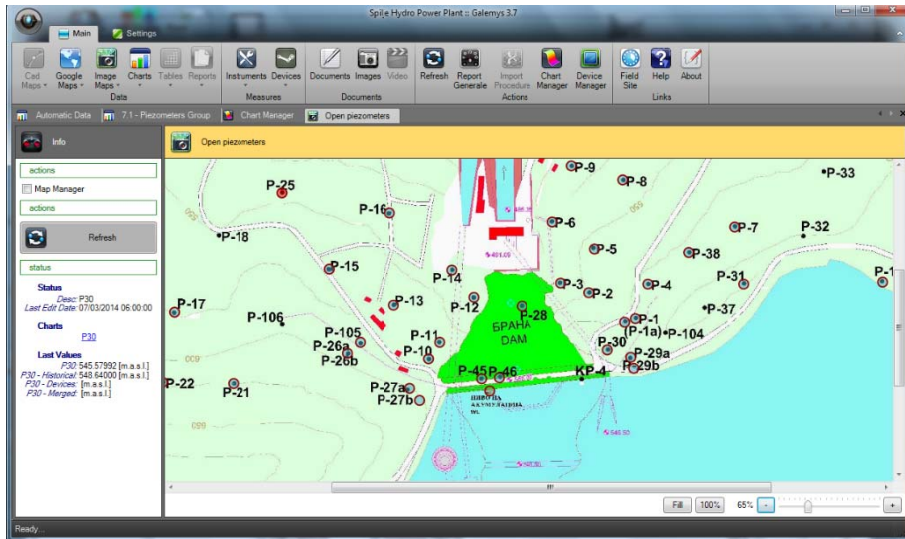 Spilje Hydro Power Plant :: Galemys 3.7
Main
Settings
Cad Maps
Google Maps
Image Maps
Charts
Tables
Reports
Data
Instruments
Devices
Measures
Documents
Images
Video
Documents
Refresh
Report Generale
Import Procedure
Chart Manager
Device Manager
Actions
Field Site
Help
About
Links
Automatic Data
7.1 - Piezometers Group
Chart Manager
Open piezometers
Info
Open piezometers
actions
Map Manager
actions
Refresh
status
Status
Desc: P30
Last Edit Date: 07/03/2014 06:00:00
Charts
P30
Last Values
P30: 545.57992 [m.a.s.l.]
P30 - Historical: 548.64000 [m.a.s.l.]
P30 - Devices: [m.a.s.l.]
P30 - Merged: [m.a.s.l.]
P-9
P-8
P-33
P-25
P-16
P-6
P-7
P-32
P-18
P-5
P-38
P-15
P-14
P-3
P-2
P-4
P-31
P-1
P-17
P-13
P-12
P-28
P-37
P-106
P-1
(P-1a)
P-104
БРАНА
DAM
P-105
P-11
P-26a
P-26b
P-10
P-30
P-29a
P-29b
P-45
P-46
KP-4
P-22
P-21
P-27a
P-27b
НИВО НА
АКУМУЛАЦИЈА
WL
Fill
100%
65%
Ready...